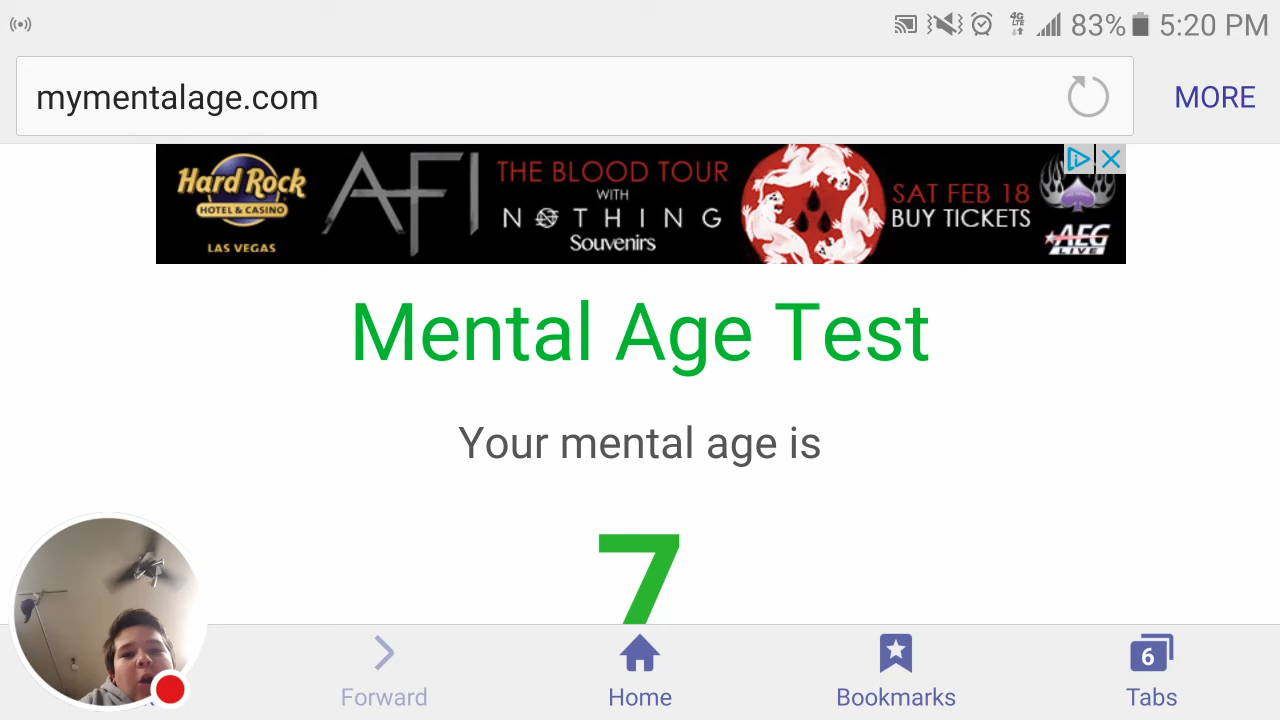 83% 5:20 PM
4G
LTE
mymentalage.com
MORE
Hard Rock
HOTEL & CASINO
LAS VEGAS
AFI
THE BLOOD TOUR
WITH
NOTHING
Souvenirs
SAT FEB 18
BUY TICKETS
AEG
LIVE
Mental Age Test
Your mental age is
7
Forward
Home
Bookmarks
6
Tabs